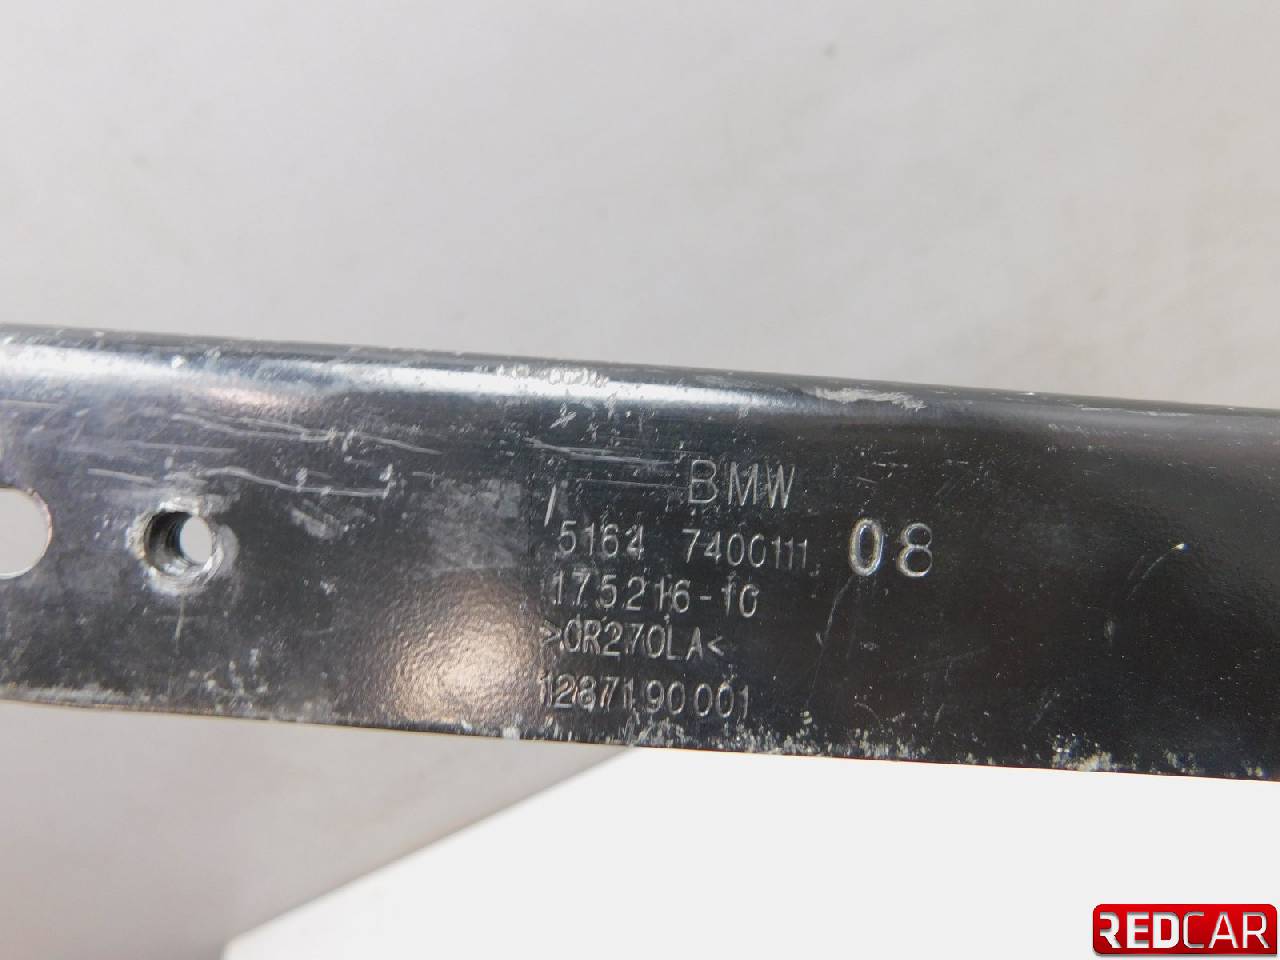 BMW
5164 7400111 08
175216-10
>CR270LA<
1287190001
REDCAR